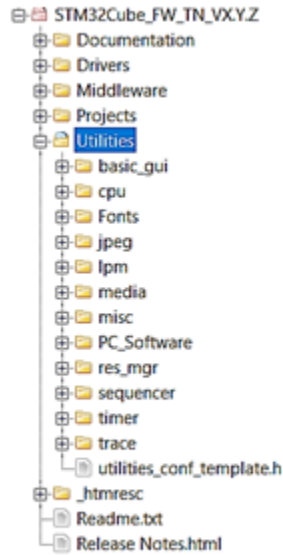 STM32Cube_FW_TN_VX.Y.Z
Documentation
Drivers
Middleware
Projects
Utilities
basic_gui
cpu
Fonts
jpeg
lpm
media
misc
PC_Software
res_mgr
sequencer
timer
trace
utilities_conf_template.h
_htmresc
Readme.txt
Release Notes.html